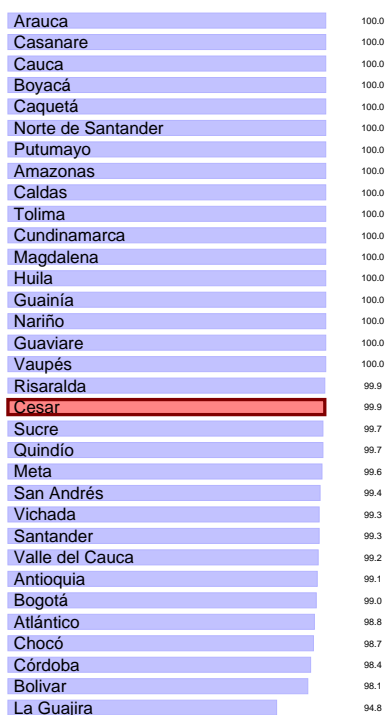 Arauca 100.0
Casanare 100.0
Cauca 100.0
Boyacá 100.0
Caquetá 100.0
Norte de Santander 100.0
Putumayo 100.0
Amazonas 100.0
Caldas 100.0
Tolima 100.0
Cundinamarca 100.0
Magdalena 100.0
Huila 100.0
Guainía 100.0
Nariño 100.0
Guaviare 100.0
Vaupés 100.0
Risaralda 99.9
Cesar 99.9
Sucre 99.7
Quindío 99.7
Meta 99.6
San Andrés 99.4
Vichada 99.3
Santander 99.3
Valle del Cauca 99.2
Antioquia 99.1
Bogotá 99.0
Atlántico 98.8
Chocó 98.7
Córdoba 98.4
Bolivar 98.1
La Guajira 94.8